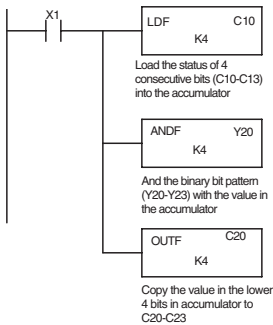 X1
LDF C10
K4
Load the status of 4
consecutive bits (C10-C13)
into the accumulator
ANDF Y20
K4
And the binary bit pattern
(Y20-Y23) with the value in
the accumulator
OUTF C20
K4
Copy the value in the lower
4 bits in accumulator to
C20-C23